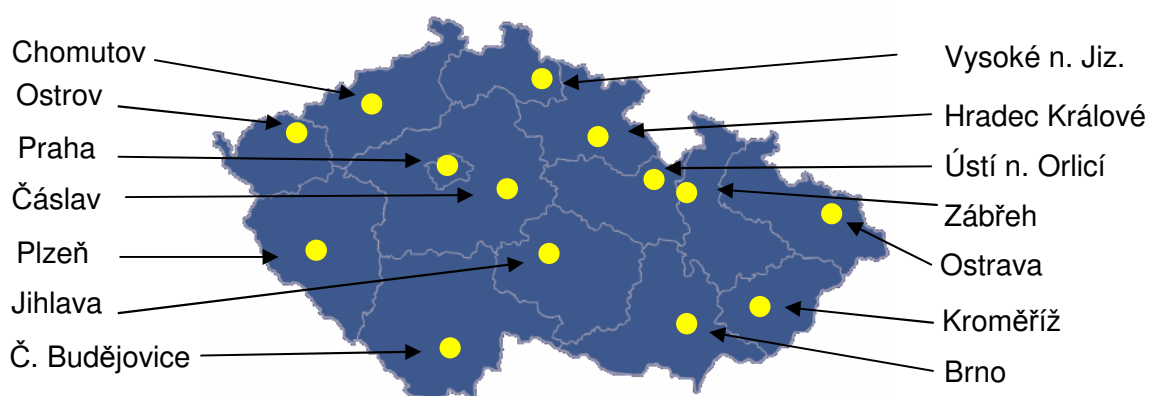 Chomutov
Ostrov
Praha
Čáslav
Plzeň
Jihlava
Č. Budějovice
Vysoké n. Jiz.
Hradec Králové
Ústí n. Orlicí
Zábřeh
Ostrava
Kroměříž
Brno